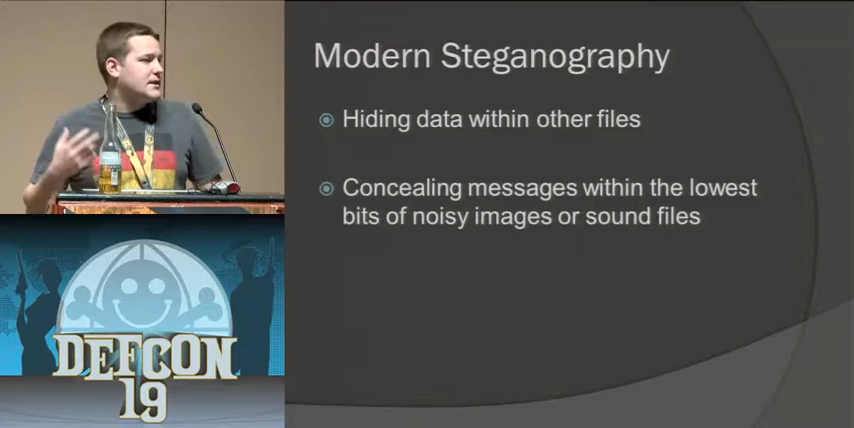 Modern Steganography
Hiding data within other files
Concealing messages within the lowest
bits of noisy images or sound files
DEFCON
19